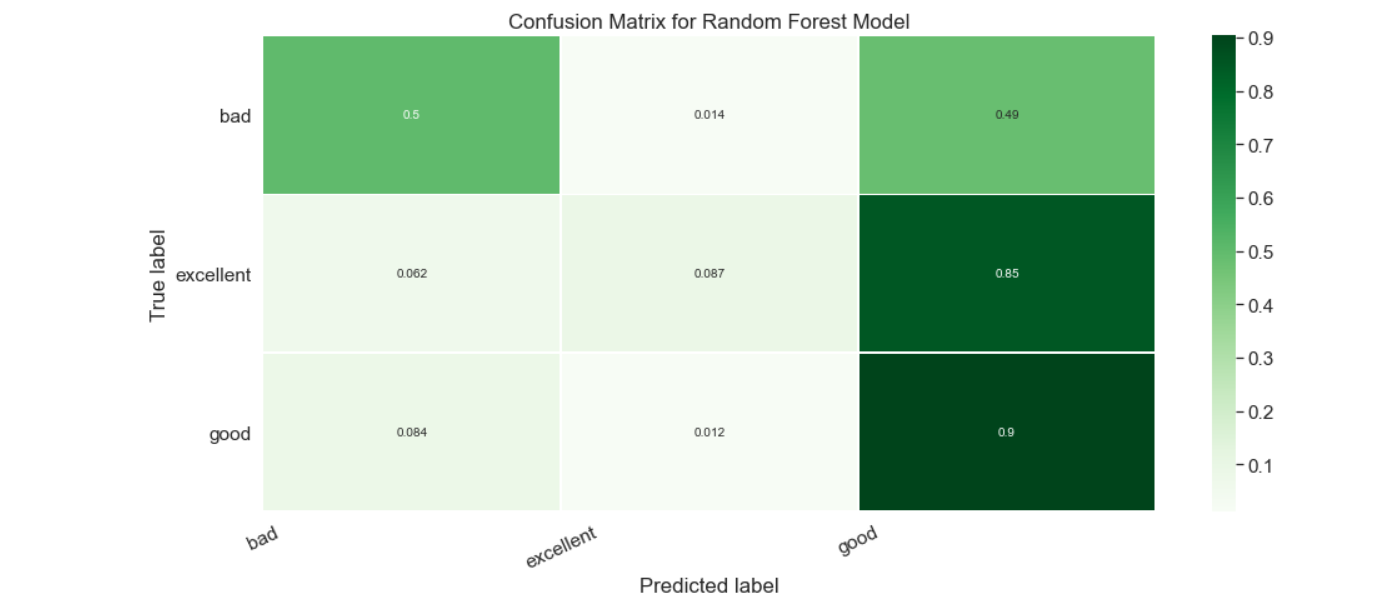 Confusion Matrix for Random Forest Model
True label
bad
0.5
0.014
0.49
excellent
0.062
0.087
0.85
good
0.084
0.012
0.9
bad
excellent
good
Predicted label
0.9
0.8
0.7
0.6
0.5
0.4
0.3
0.2
0.1